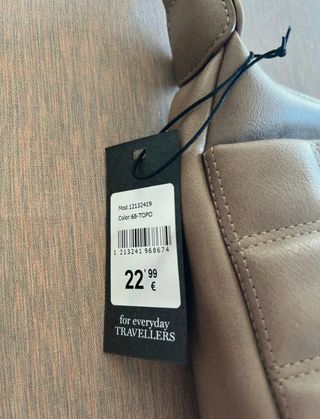 Mod.12132419
Color:68-TOPO
1 213241 968674
22'99
€
for everyday
TRAVELLERS